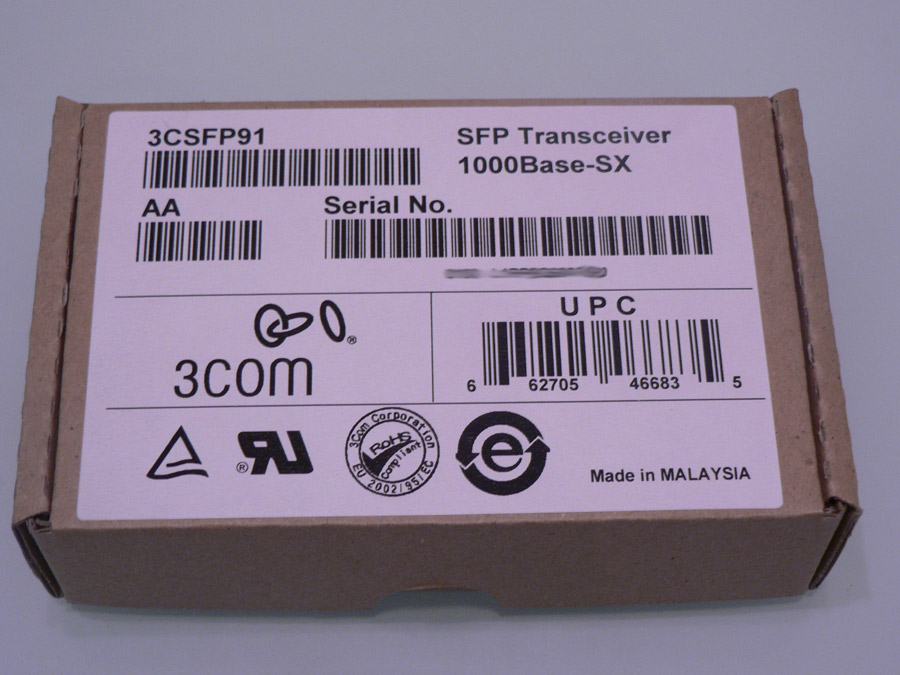 3CSFP91
SFP Transceiver
1000Base-SX
AA
Serial No.
UPC
6 62705 46683 5
3COM
®
®
3Com Corporation
RoHS
Compliant
EU 2002/95/EC
e
Made in MALAYSIA